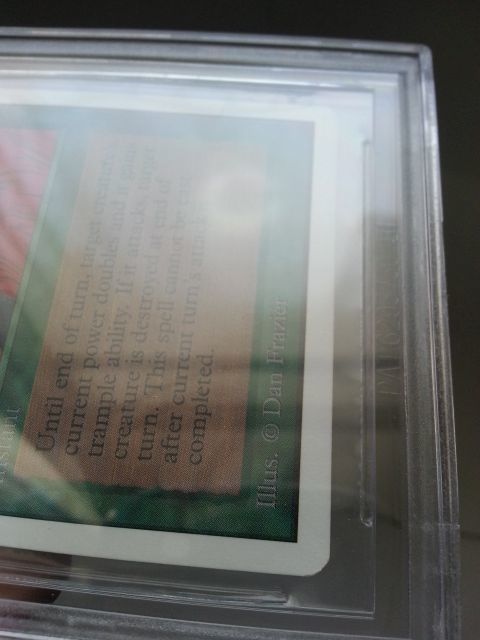 Instant
Until end of turn, target creature's
current power doubles and it gains
trample ability. If it attacks, target
creature is destroyed at end of
turn. This spell cannot be cast
after current turn's attack
completed.
Illus. © Dan Frazier